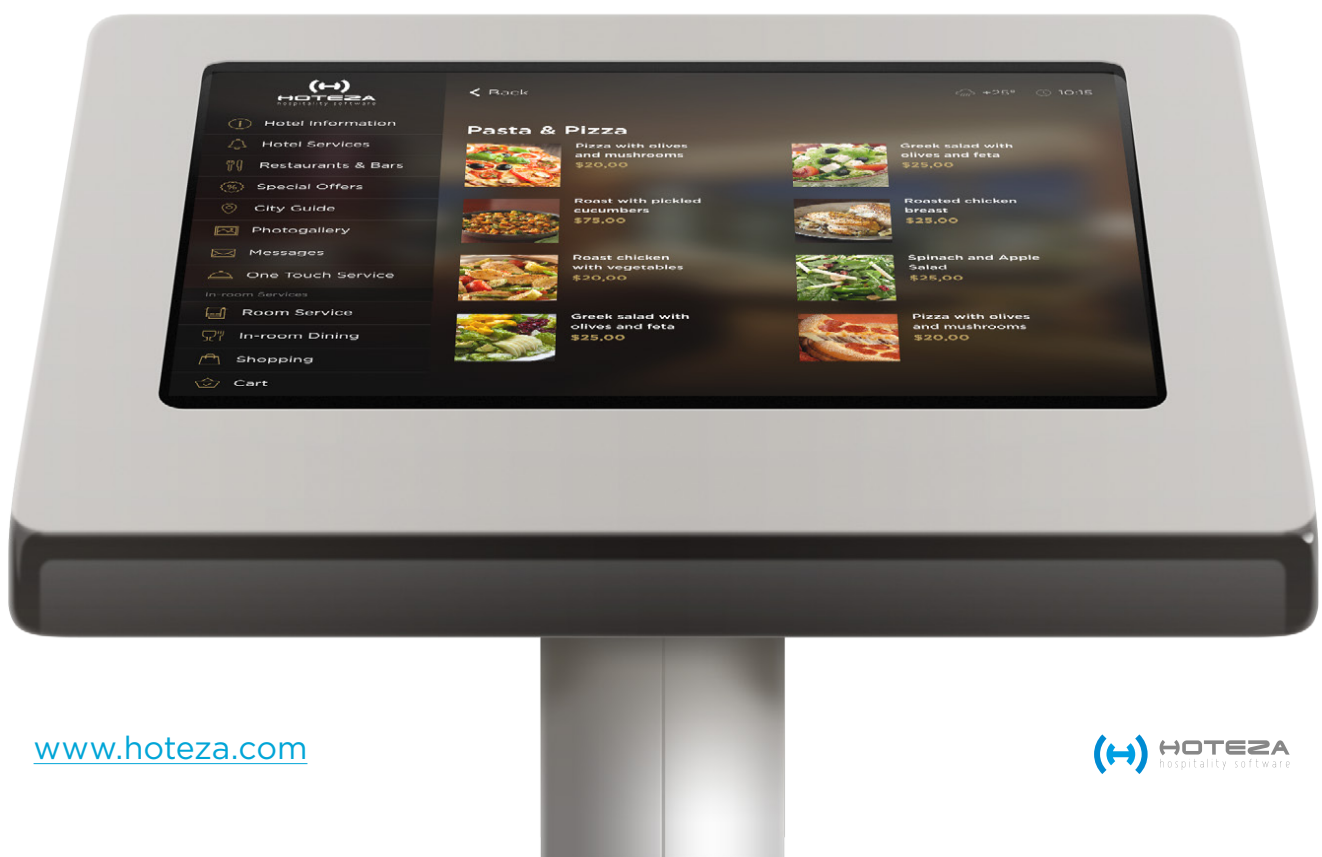 HOTEZA
hospitality software
Hotel Information
Hotel Services
Restaurants & Bars
Special Offers
City Guide
Photogallery
Messages
One Touch Service
In-room Services
Room Service
In-room Dining
Shopping
Cart
< Back
+25°
10:15
Pasta & Pizza
Pizza with olives
and mushrooms
$20,00
Greek salad with
olives and feta
$25,00
Roast with pickled
cucumbers
$75,00
Roasted chicken
breast
$25,00
Roast chicken
with vegetables
$20,00
Spinach and Apple
Salad
$25,00
Greek salad with
olives and feta
$25,00
Pizza with olives
and mushrooms
$20,00
www.hoteza.com
HOTEZA
hospitality software